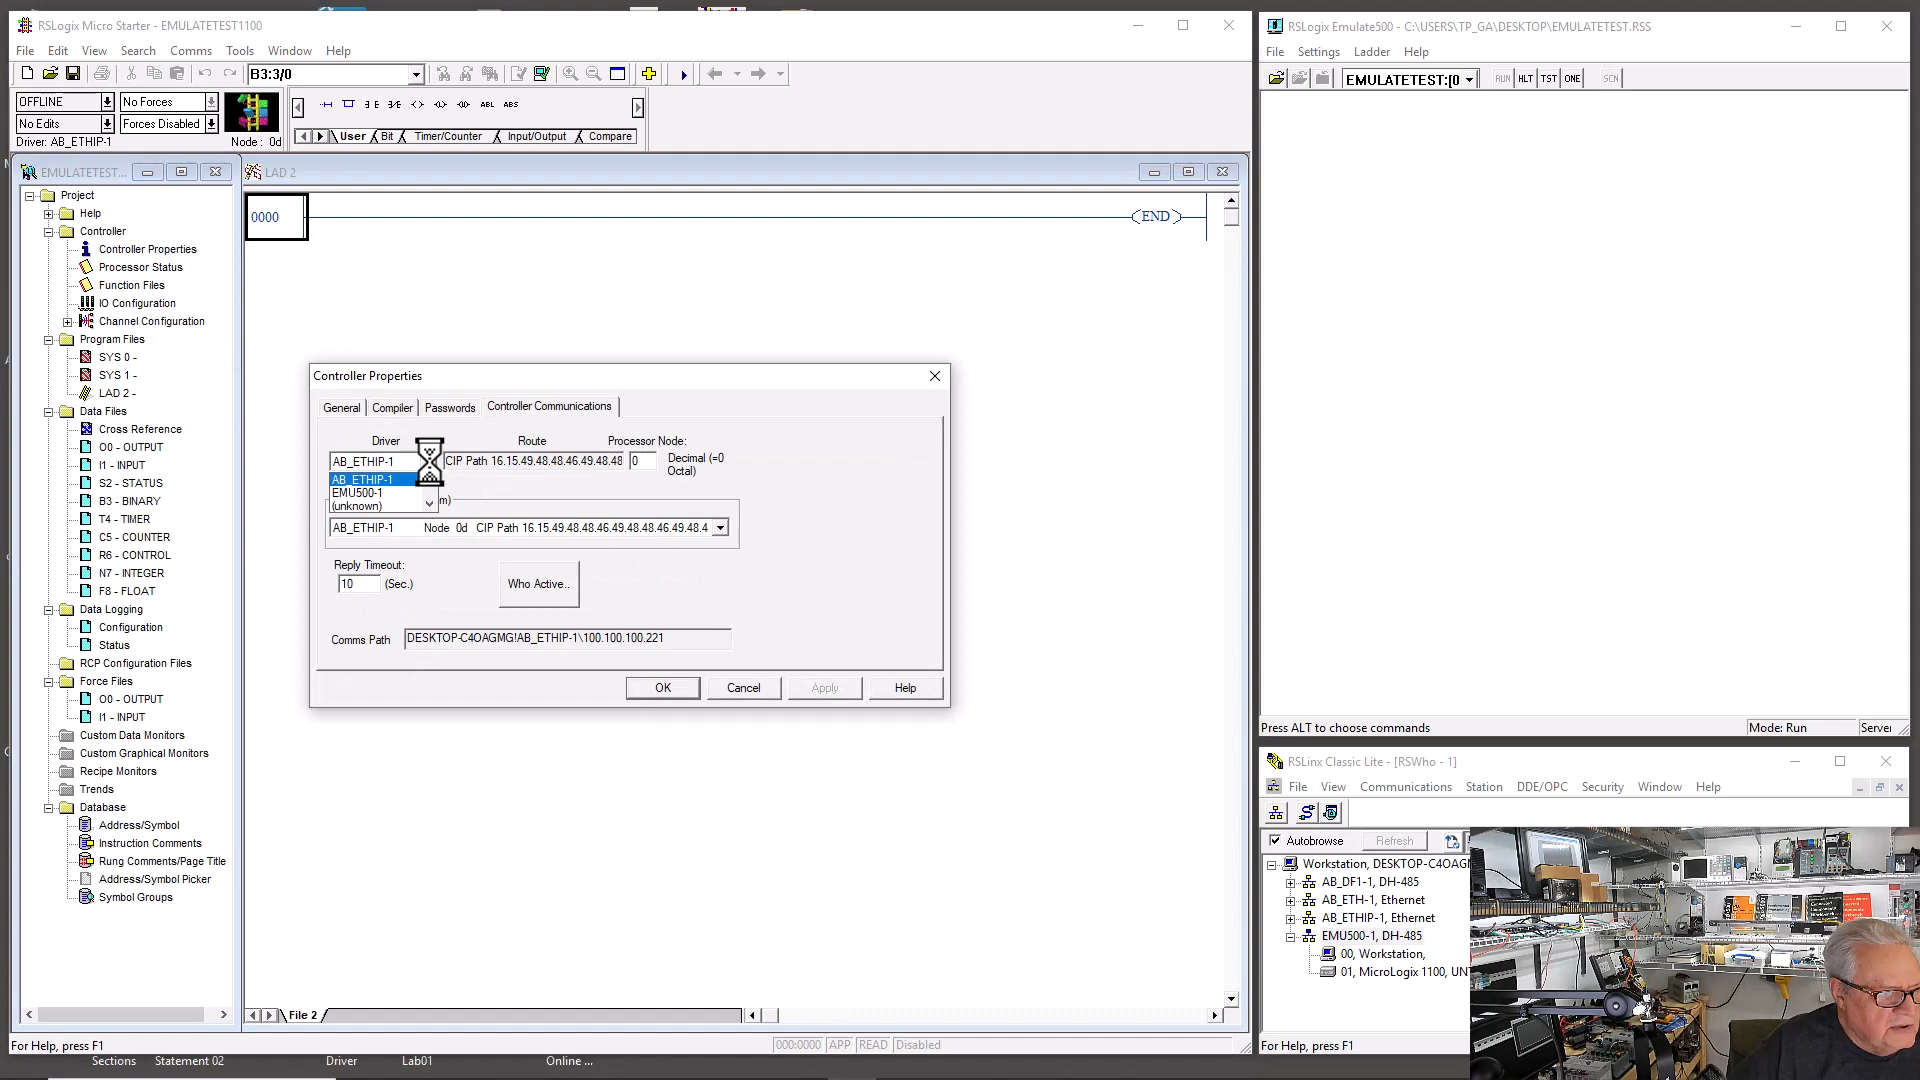 RSLogix Micro Starter - EMULATETEST1100
File Edit View Search Comms Tools Window Help
B3:3/0
OFFLINE No Forces
No Edits Forces Disabled
Driver: AB_ETHIP-1 Node : 0d
ABL ABS
User Bit Timer/Counter Input/Output Compare
EMULATETEST...
Project
Help
Controller
Controller Properties
Processor Status
Function Files
IO Configuration
Channel Configuration
Program Files
SYS 0 -
SYS 1 -
LAD 2 -
Data Files
Cross Reference
O0 - OUTPUT
I1 - INPUT
S2 - STATUS
B3 - BINARY
T4 - TIMER
C5 - COUNTER
R6 - CONTROL
N7 - INTEGER
F8 - FLOAT
Data Logging
Configuration
Status
RCP Configuration Files
Force Files
O0 - OUTPUT
I1 - INPUT
Custom Data Monitors
Custom Graphical Monitors
Recipe Monitors
Trends
Database
Address/Symbol
Instruction Comments
Rung Comments/Page Title
Address/Symbol Picker
Symbol Groups
LAD 2
0000
END
Controller Properties
General Compiler Passwords Controller Communications
Driver Route Processor Node:
AB_ETHIP-1 CIP Path 16.15.49.48.48.46.49.48.48 0 Decimal (=0
Octal)
AB_ETHIP-1
EMU500-1
(unknown)
m)
AB_ETHIP-1 Node 0d CIP Path 16.15.49.48.48.46.49.48.48.46.49.48.4
Reply Timeout:
10 (Sec.)
Who Active..
Comms Path DESKTOP-C4OAGMG!AB_ETHIP-1\100.100.100.221
OK Cancel Apply Help
File 2
For Help, press F1
000:0000 APP READ Disabled
Sections Statement 02 Driver Lab01 Online ...
RSLogix Emulate500 - C:\USERS\TP_GA\DESKTOP\EMULATETEST.RSS
File Settings Ladder Help
EMULATETEST:[0 RUN HLT TST ONE SCN
Press ALT to choose commands
Mode: Run
Server
RSLinx Classic Lite - [RSWho - 1]
File View Communications Station DDE/OPC Security Window Help
Autobrowse Refresh
Workstation, DESKTOP-C4OAGM
AB_DF1-1, DH-485
AB_ETH-1, Ethernet
AB_ETHIP-1, Ethernet
EMU500-1, DH-485
00, Workstation,
01, MicroLogix 1100, UN
For Help, press F1